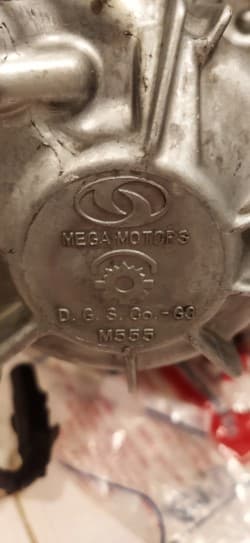 MEGA MOTORS
D. G. S. Co. - GG
M555